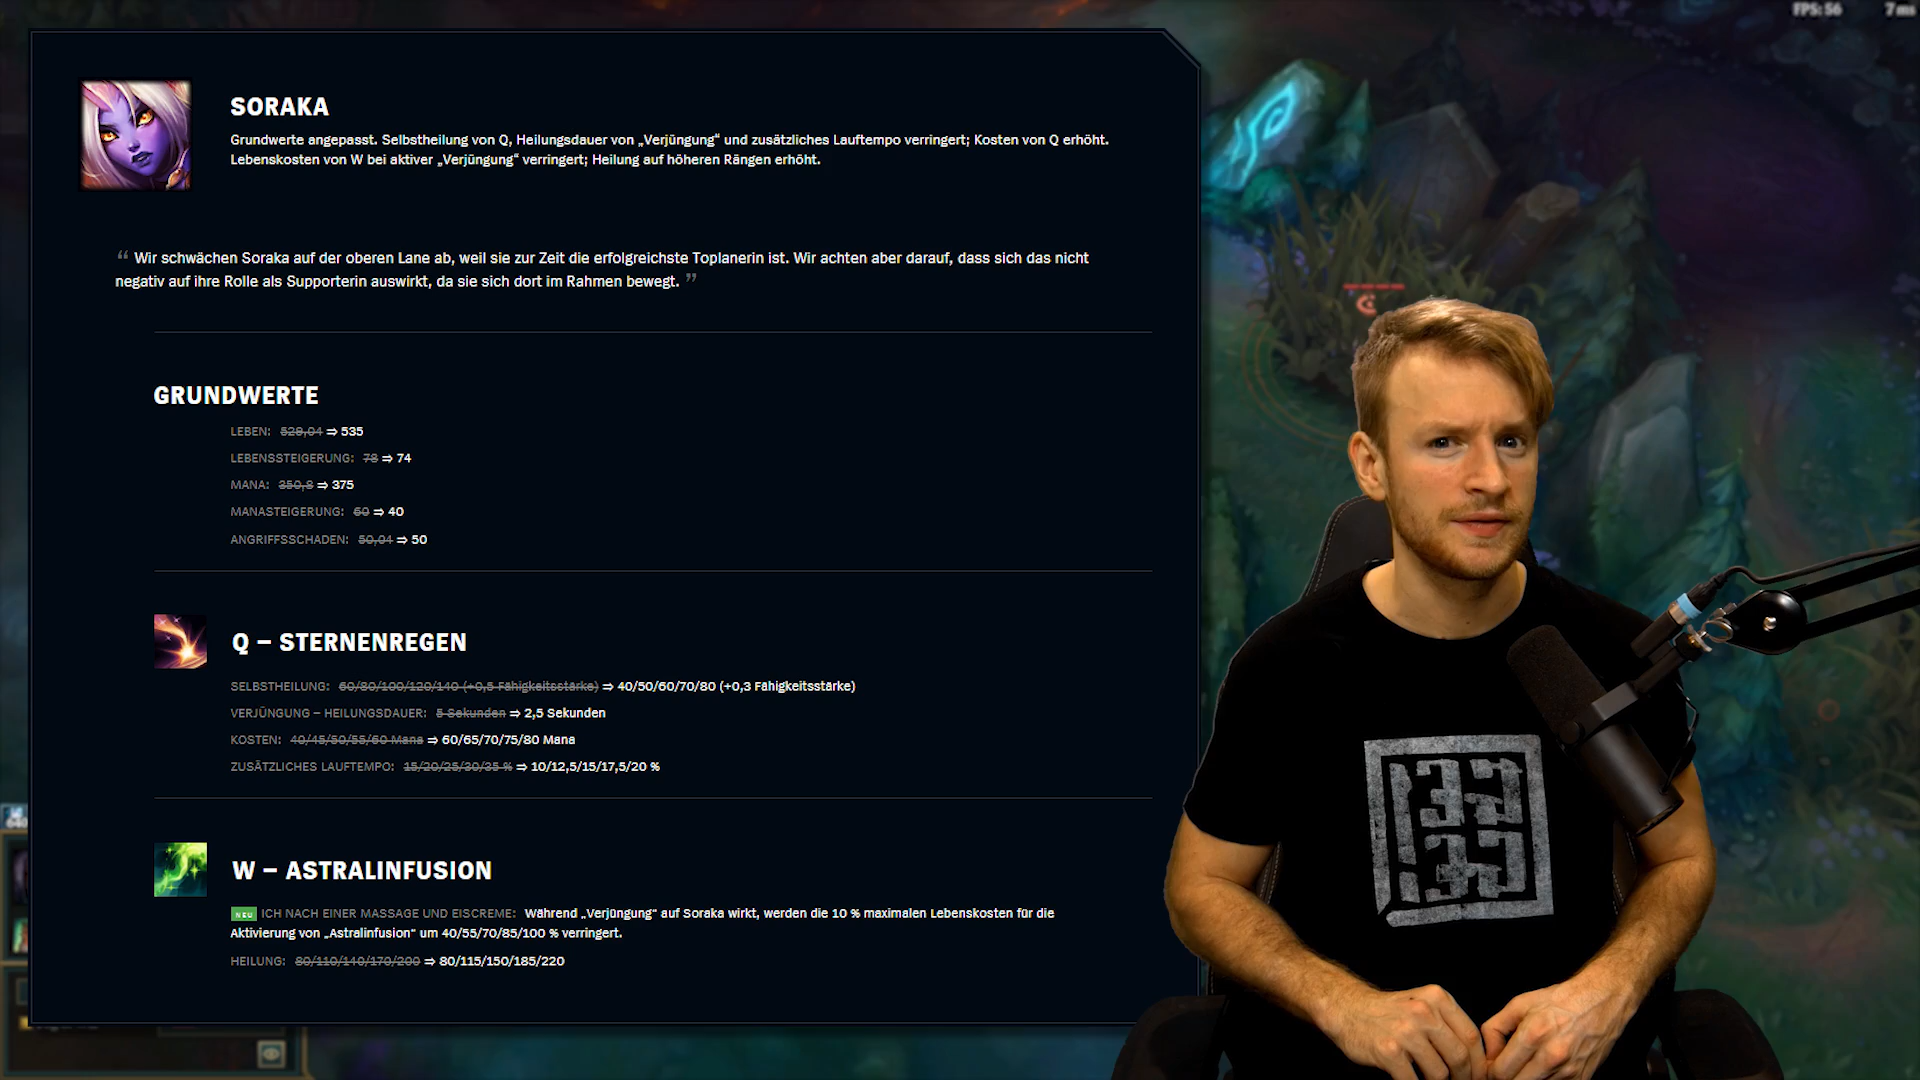 FPS: 56 7 ms
SORAKA
Grundwerte angepasst. Selbstheilung von Q, Heilungsdauer von „Verjüngung“ und zusätzliches Lauftempo verringert; Kosten von Q erhöht.
Lebenskosten von W bei aktiver „Verjüngung“ verringert; Heilung auf höheren Rängen erhöht.
“ Wir schwächen Soraka auf der oberen Lane ab, weil sie zur Zeit die erfolgreichste Toplanerin ist. Wir achten aber darauf, dass sich das nicht
negativ auf ihre Rolle als Supporterin auswirkt, da sie sich dort im Rahmen bewegt. ”
GRUNDWERTE
LEBEN: 529,04 ⇒ 535
LEBENSSTEIGERUNG: 78 ⇒ 74
MANA: 350,8 ⇒ 375
MANASTEIGERUNG: 60 ⇒ 40
ANGRIFFSSCHADEN: 50,04 ⇒ 50
Q – STERNENREGEN
SELBSTHEILUNG: 60/80/100/120/140 (+0,5 Fähigkeitsstärke) ⇒ 40/50/60/70/80 (+0,3 Fähigkeitsstärke)
VERJÜNGUNG – HEILUNGSDAUER: 5 Sekunden ⇒ 2,5 Sekunden
KOSTEN: 40/45/50/55/60 Mana ⇒ 60/65/70/75/80 Mana
ZUSÄTZLICHES LAUFTEMPO: 15/20/25/30/35 % ⇒ 10/12,5/15/17,5/20 %
W – ASTRALINFUSION
NEU ICH NACH EINER MASSAGE UND EISCREME: Während „Verjüngung“ auf Soraka wirkt, werden die 10 % maximalen Lebenskosten für die
Aktivierung von „Astralinfusion“ um 40/55/70/85/100 % verringert.
HEILUNG: 80/110/140/170/200 ⇒ 80/115/150/185/220